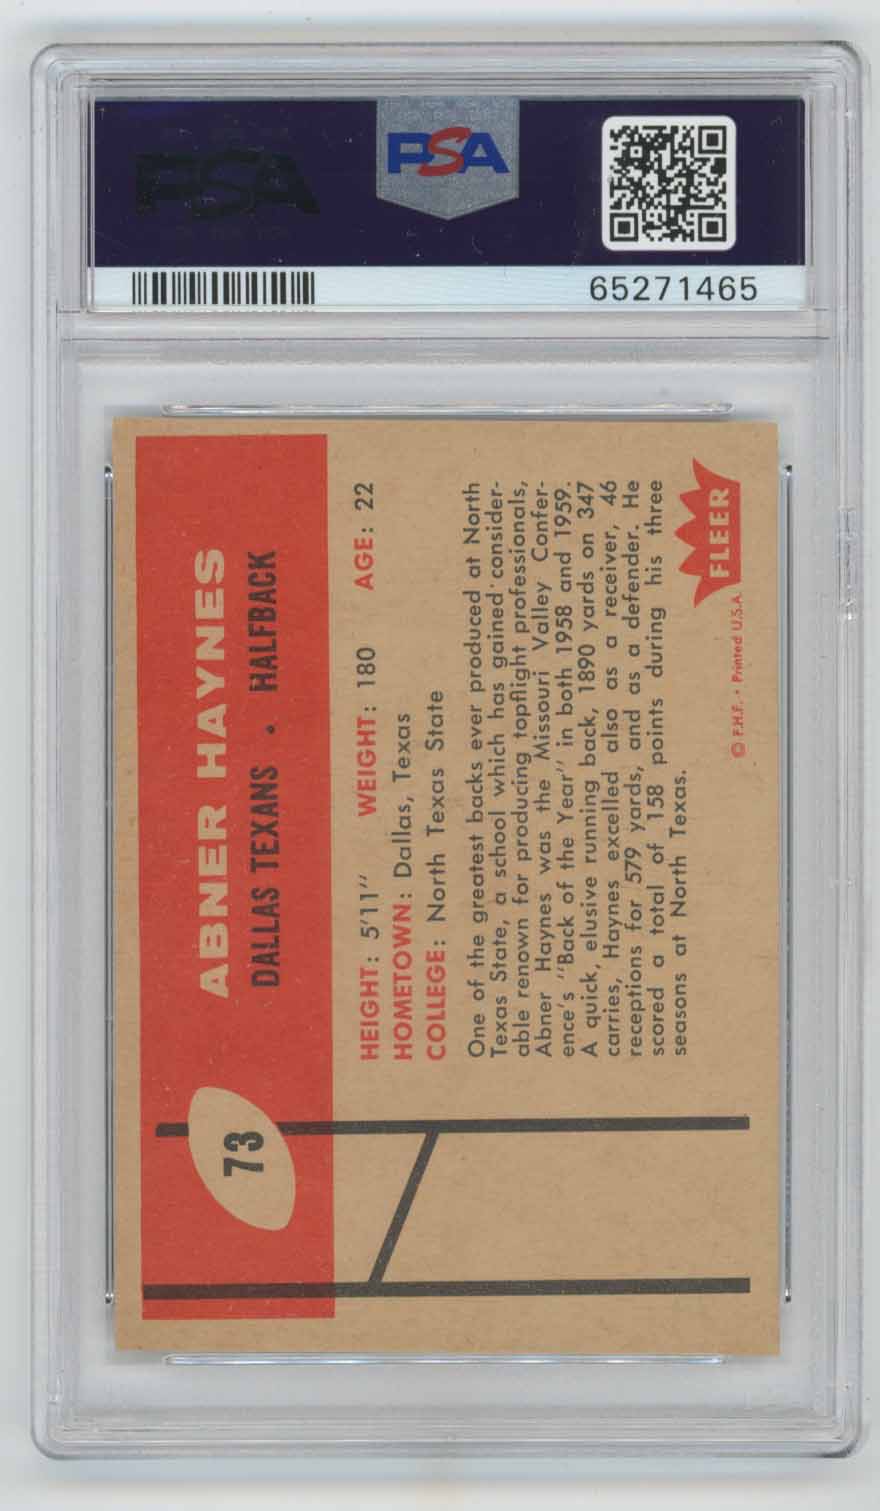 PSA
PSA
65271465
73
ABNER HAYNES
DALLAS TEXANS • HALFBACK
HEIGHT: 5'11" WEIGHT: 180 AGE: 22
HOMETOWN: Dallas, Texas
COLLEGE: North Texas State
One of the greatest backs ever produced at North
Texas State, a school which has gained consider-
able renown for producing topflight professionals,
Abner Haynes was the Missouri Valley Confer-
ence's "Back of the Year" in both 1958 and 1959.
A quick, elusive running back, 1890 yards on 347
carries, Haynes excelled also as a receiver, 46
receptions for 579 yards, and as a defender. He
scored a total of 158 points during his three
seasons at North Texas.
© F.H.F. • Printed U.S.A.
FLEER